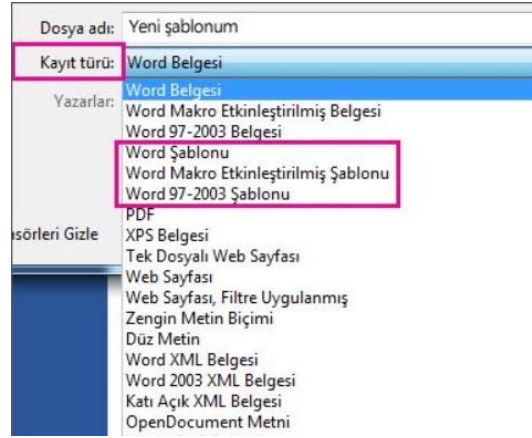 Dosya adı: Yeni şablonum
Kayıt türü: Word Belgesi
Yazarlar:
Word Belgesi
Word Makro Etkinleştirilmiş Belgesi
Word 97-2003 Belgesi
Word Şablonu
Word Makro Etkinleştirilmiş Şablonu
Word 97-2003 Şablonu
PDF
XPS Belgesi
Tek Dosyalı Web Sayfası
Web Sayfası
Web Sayfası, Filtre Uygulanmış
Zengin Metin Biçimi
Düz Metin
Word XML Belgesi
Word 2003 XML Belgesi
Katı Açık XML Belgesi
OpenDocument Metni
Gizle